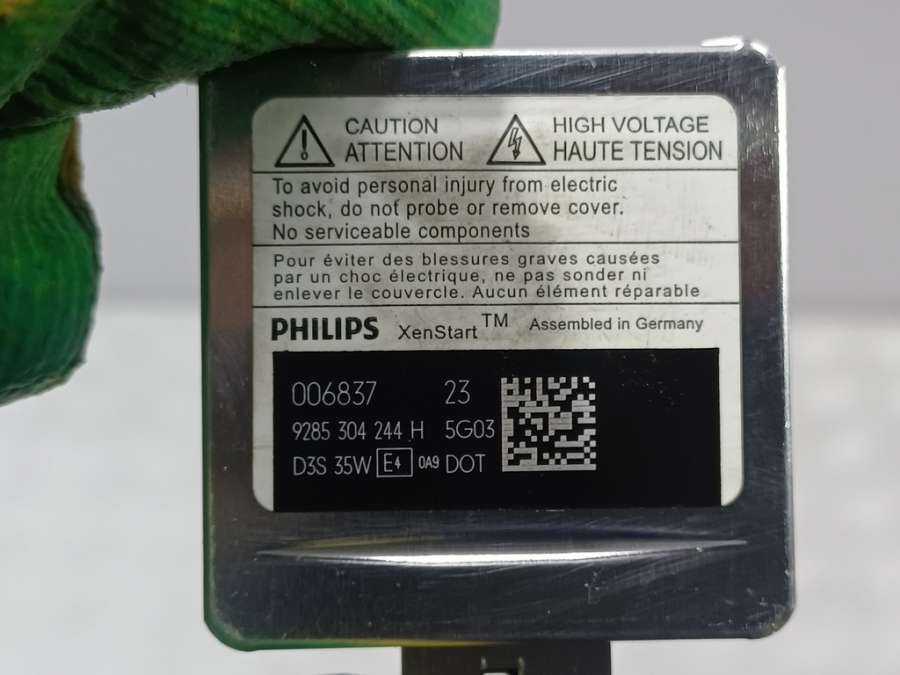 CAUTION HIGH VOLTAGE
ATTENTION HAUTE TENSION
To avoid personal injury from electric
shock, do not probe or remove cover.
No serviceable components
Pour éviter des blessures graves causées
par un choc électrique, ne pas sonder ni
enlever le couvercle. Aucun élément réparable
PHILIPS XenStart™ Assembled in Germany
006837 23
9285 304 244 H 5G03
D3S 35W E4 0A9 DOT